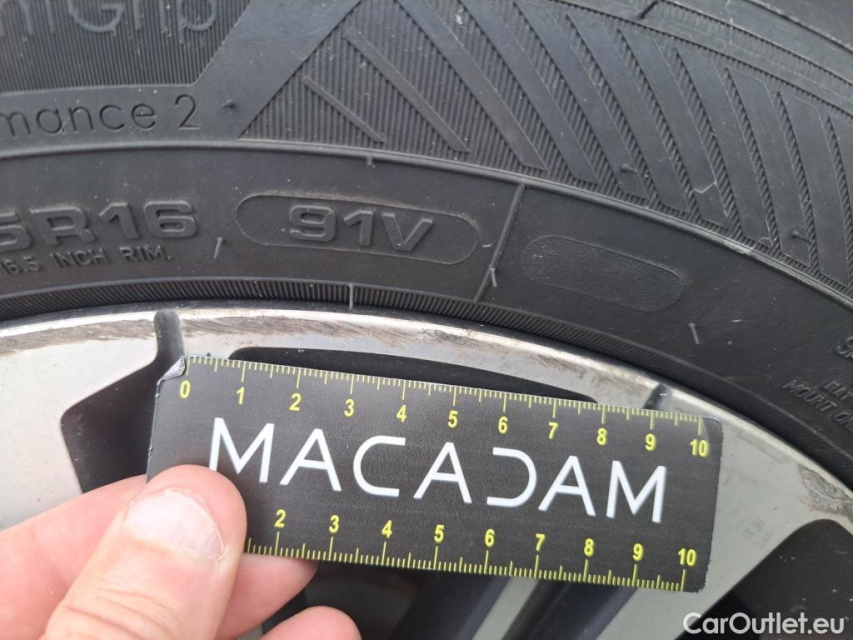 mance 2
5R16 91V
16.5 INCH RIM.
0 1 2 3 4 5 6 7 8 9 10
MACADAM
2 3 4 5 6 7 8 9 10
CarOutlet.eu